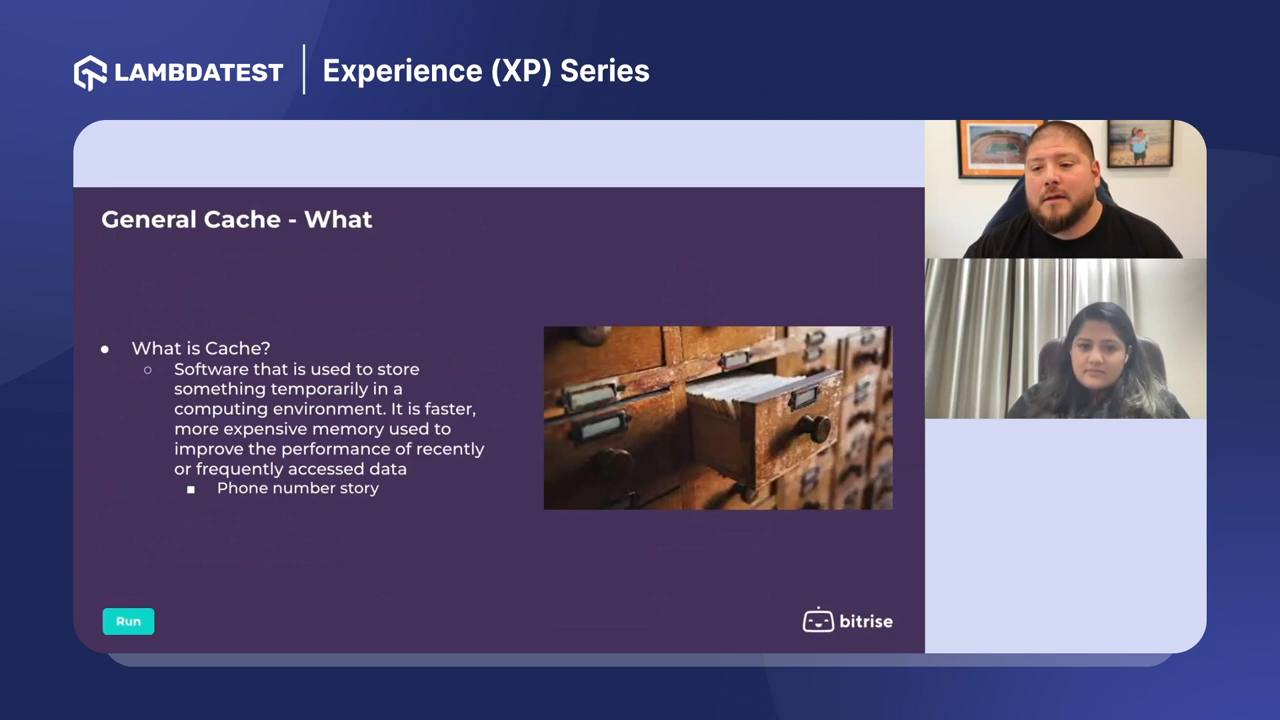 LAMBDATEST
Experience (XP) Series
General Cache - What
What is Cache?
Software that is used to store
something temporarily in a
computing environment. It is faster,
more expensive memory used to
improve the performance of recently
or frequently accessed data
Phone number story
Run
bitrise